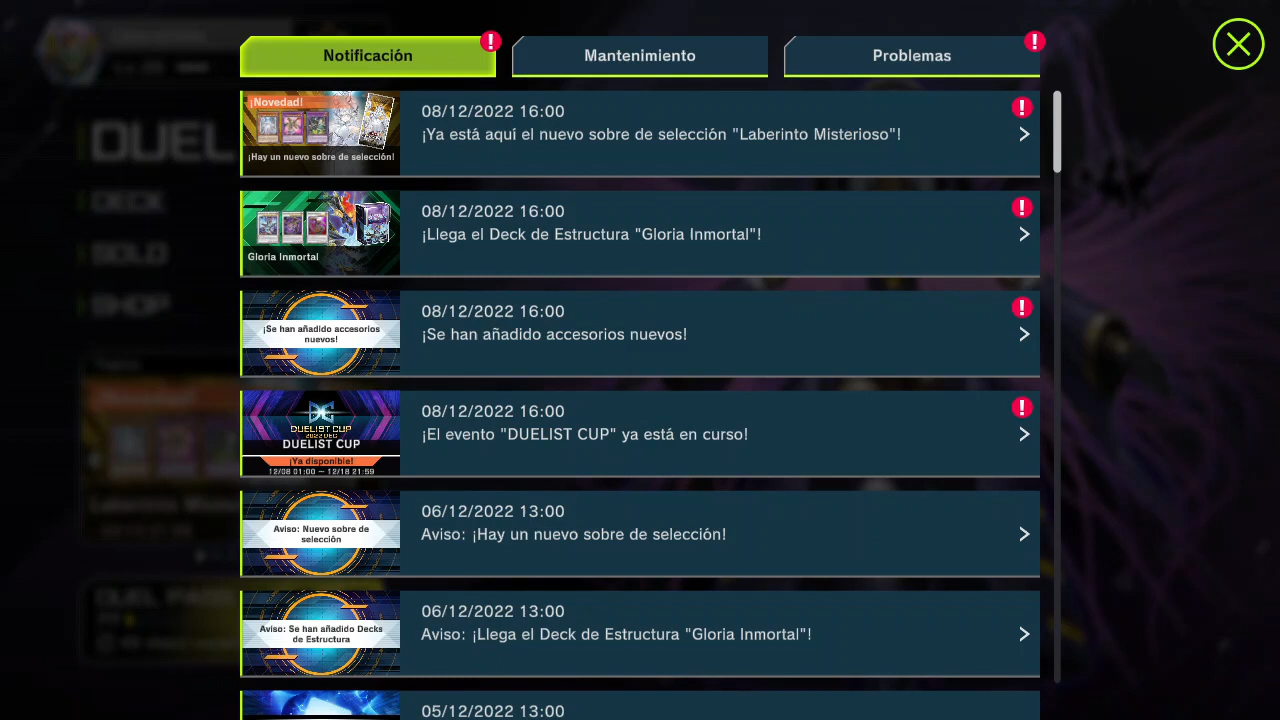 Notificación
Mantenimiento
Problemas
¡Novedad!
¡Hay un nuevo sobre de selección!
08/12/2022 16:00
¡Ya está aquí el nuevo sobre de selección "Laberinto Misterioso"!
Gloria Inmortal
08/12/2022 16:00
¡Llega el Deck de Estructura "Gloria Inmortal"!
¡Se han añadido accesorios
nuevos!
08/12/2022 16:00
¡Se han añadido accesorios nuevos!
DUELIST CUP
2022 DEC
DUELIST CUP
¡Ya disponible!
12/08 01:00 – 12/18 21:59
08/12/2022 16:00
¡El evento "DUELIST CUP" ya está en curso!
Aviso: Nuevo sobre de
selección
06/12/2022 13:00
Aviso: ¡Hay un nuevo sobre de selección!
Aviso: Se han añadido Decks
de Estructura
06/12/2022 13:00
Aviso: ¡Llega el Deck de Estructura "Gloria Inmortal"!
05/12/2022 13:00
DUEL
DECK
SOLO
SHOP